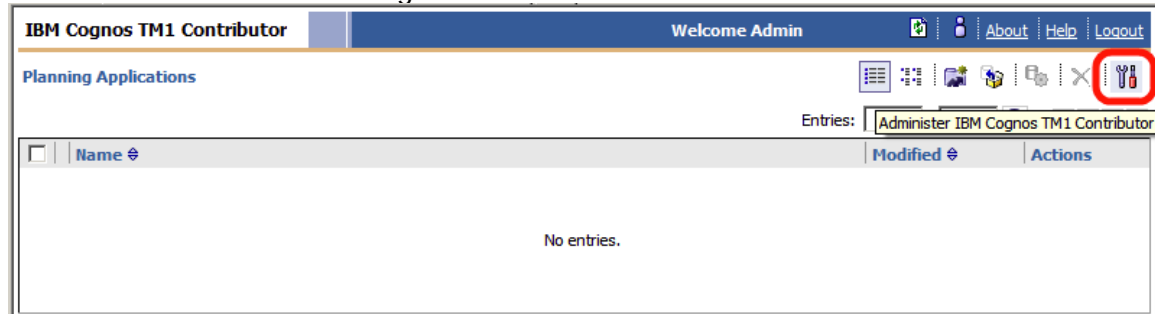 IBM Cognos TM1 Contributor Welcome Admin About Help Logout
Planning Applications
Entries:
Administer IBM Cognos TM1 Contributor
Name Modified Actions
No entries.